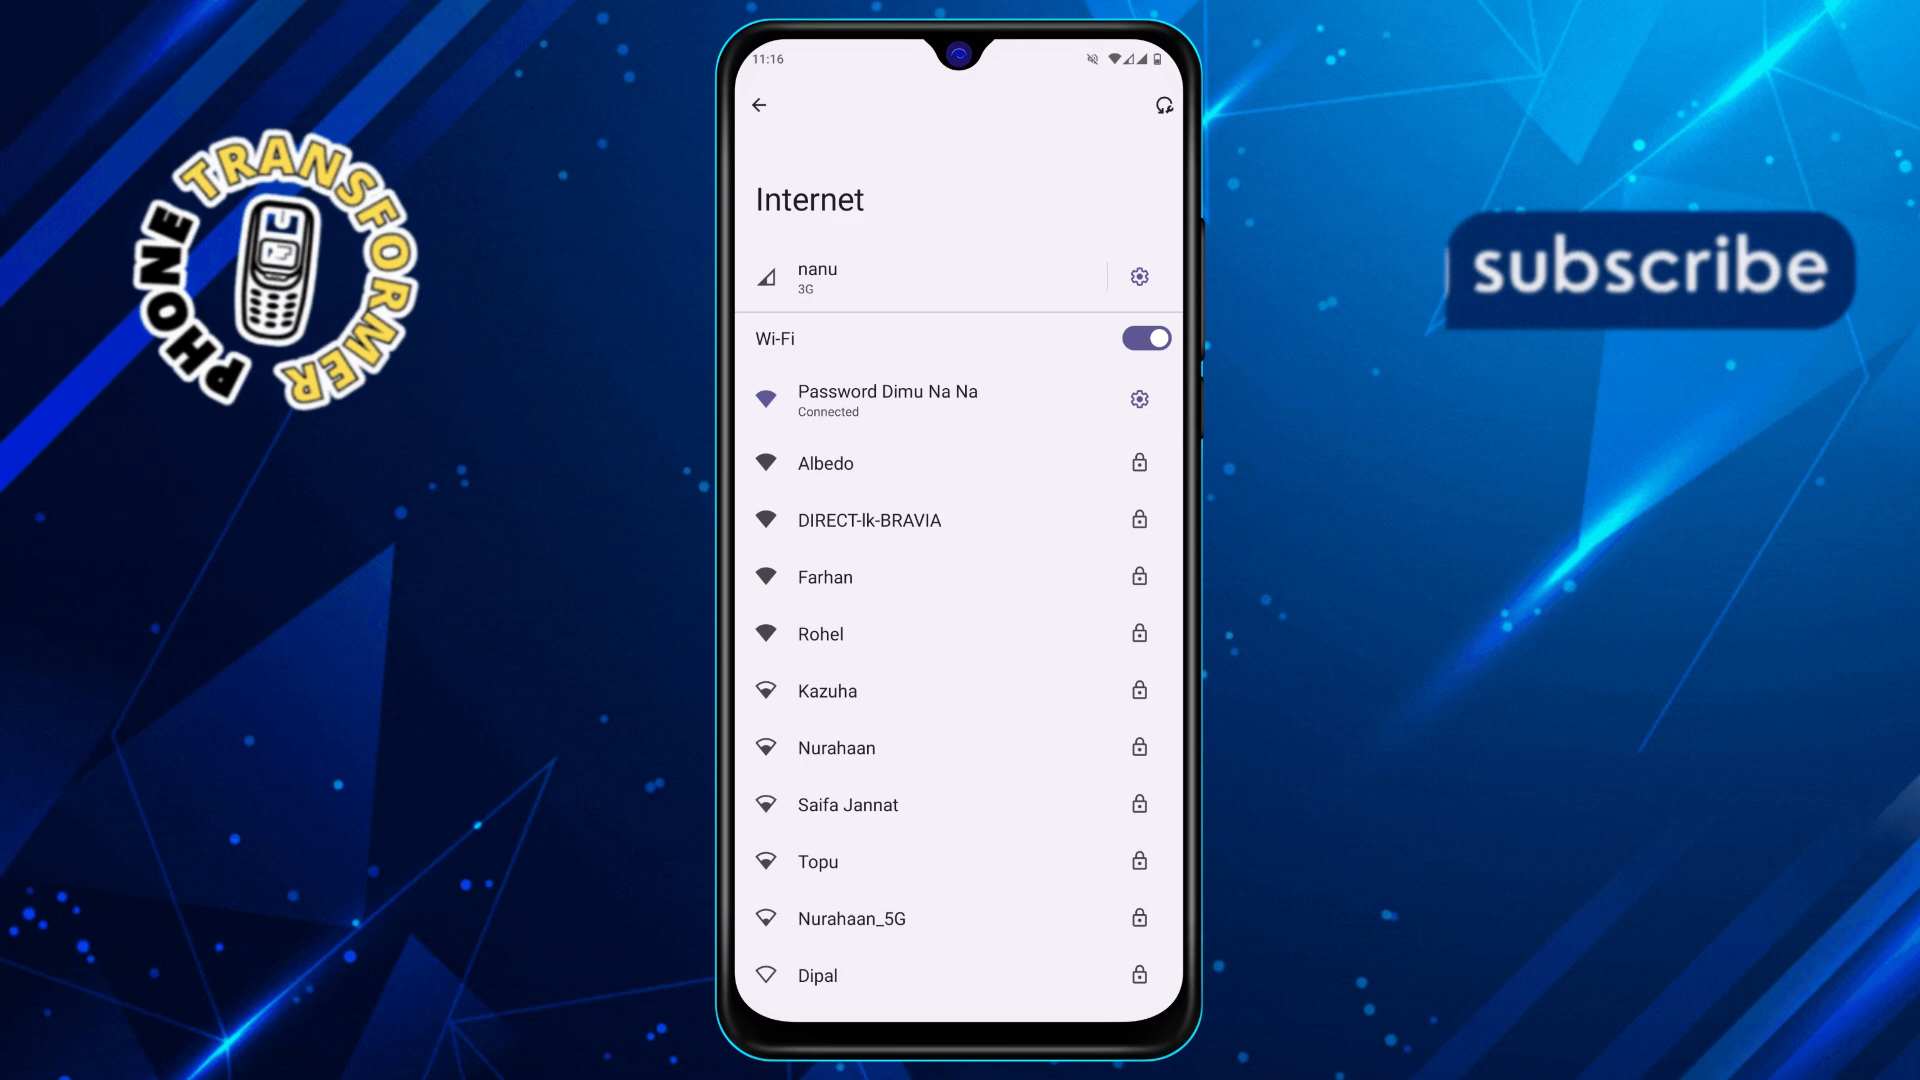 PHONE TRANSFORMER
11:16
Internet
nanu
3G
Wi-Fi
Password Dimu Na Na
Connected
Albedo
DIRECT-lk-BRAVIA
Farhan
Rohel
Kazuha
Nurahaan
Saifa Jannat
Topu
Nurahaan_5G
Dipal
subscribe